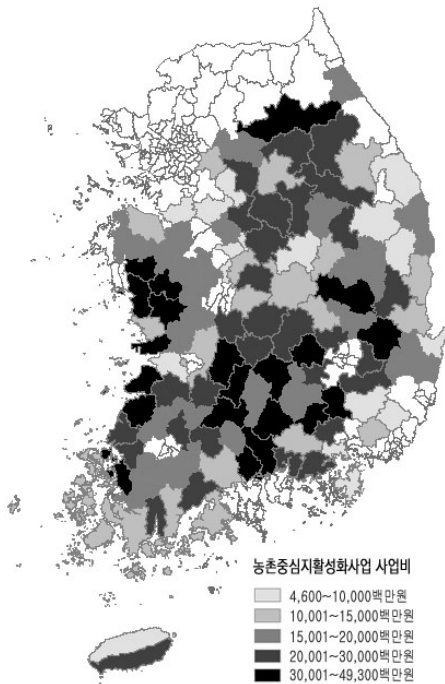 농촌중심지활성화사업 사업비
4,600~10,000백만원
10,001~15,000백만원
15,001~20,000백만원
20,001~30,000백만원
30,001~49,300백만원